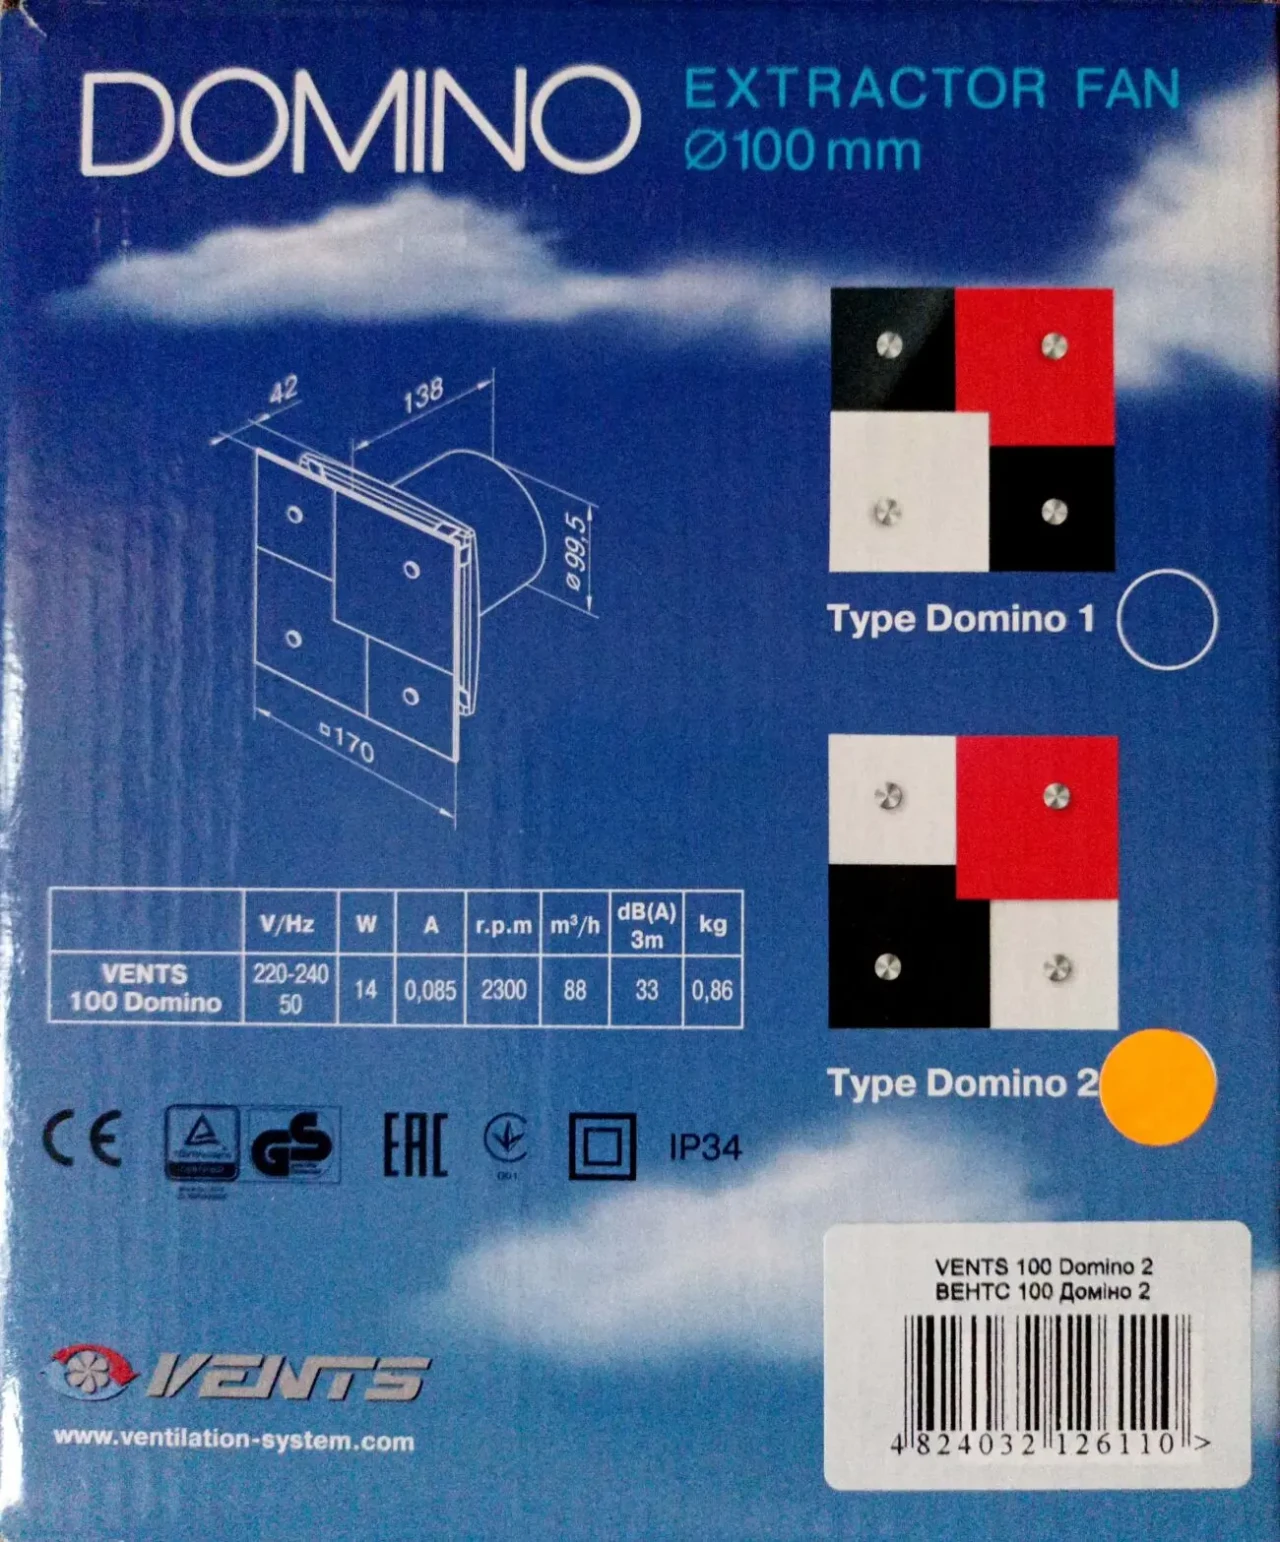 DOMINO
EXTRACTOR FAN
Ø100 mm
42
138
ø99,5
□170
Type Domino 1
Type Domino 2
V/Hz W A r.p.m m³/h dB(A) 3m kg
VENTS 100 Domino 220-240 50 14 0,085 2300 88 33 0,86
CE
GS
EAC
001
IP34
VENTS
www.ventilation-system.com
VENTS 100 Domino 2
ВЕНТС 100 Доміно 2
4 824032 126110 >